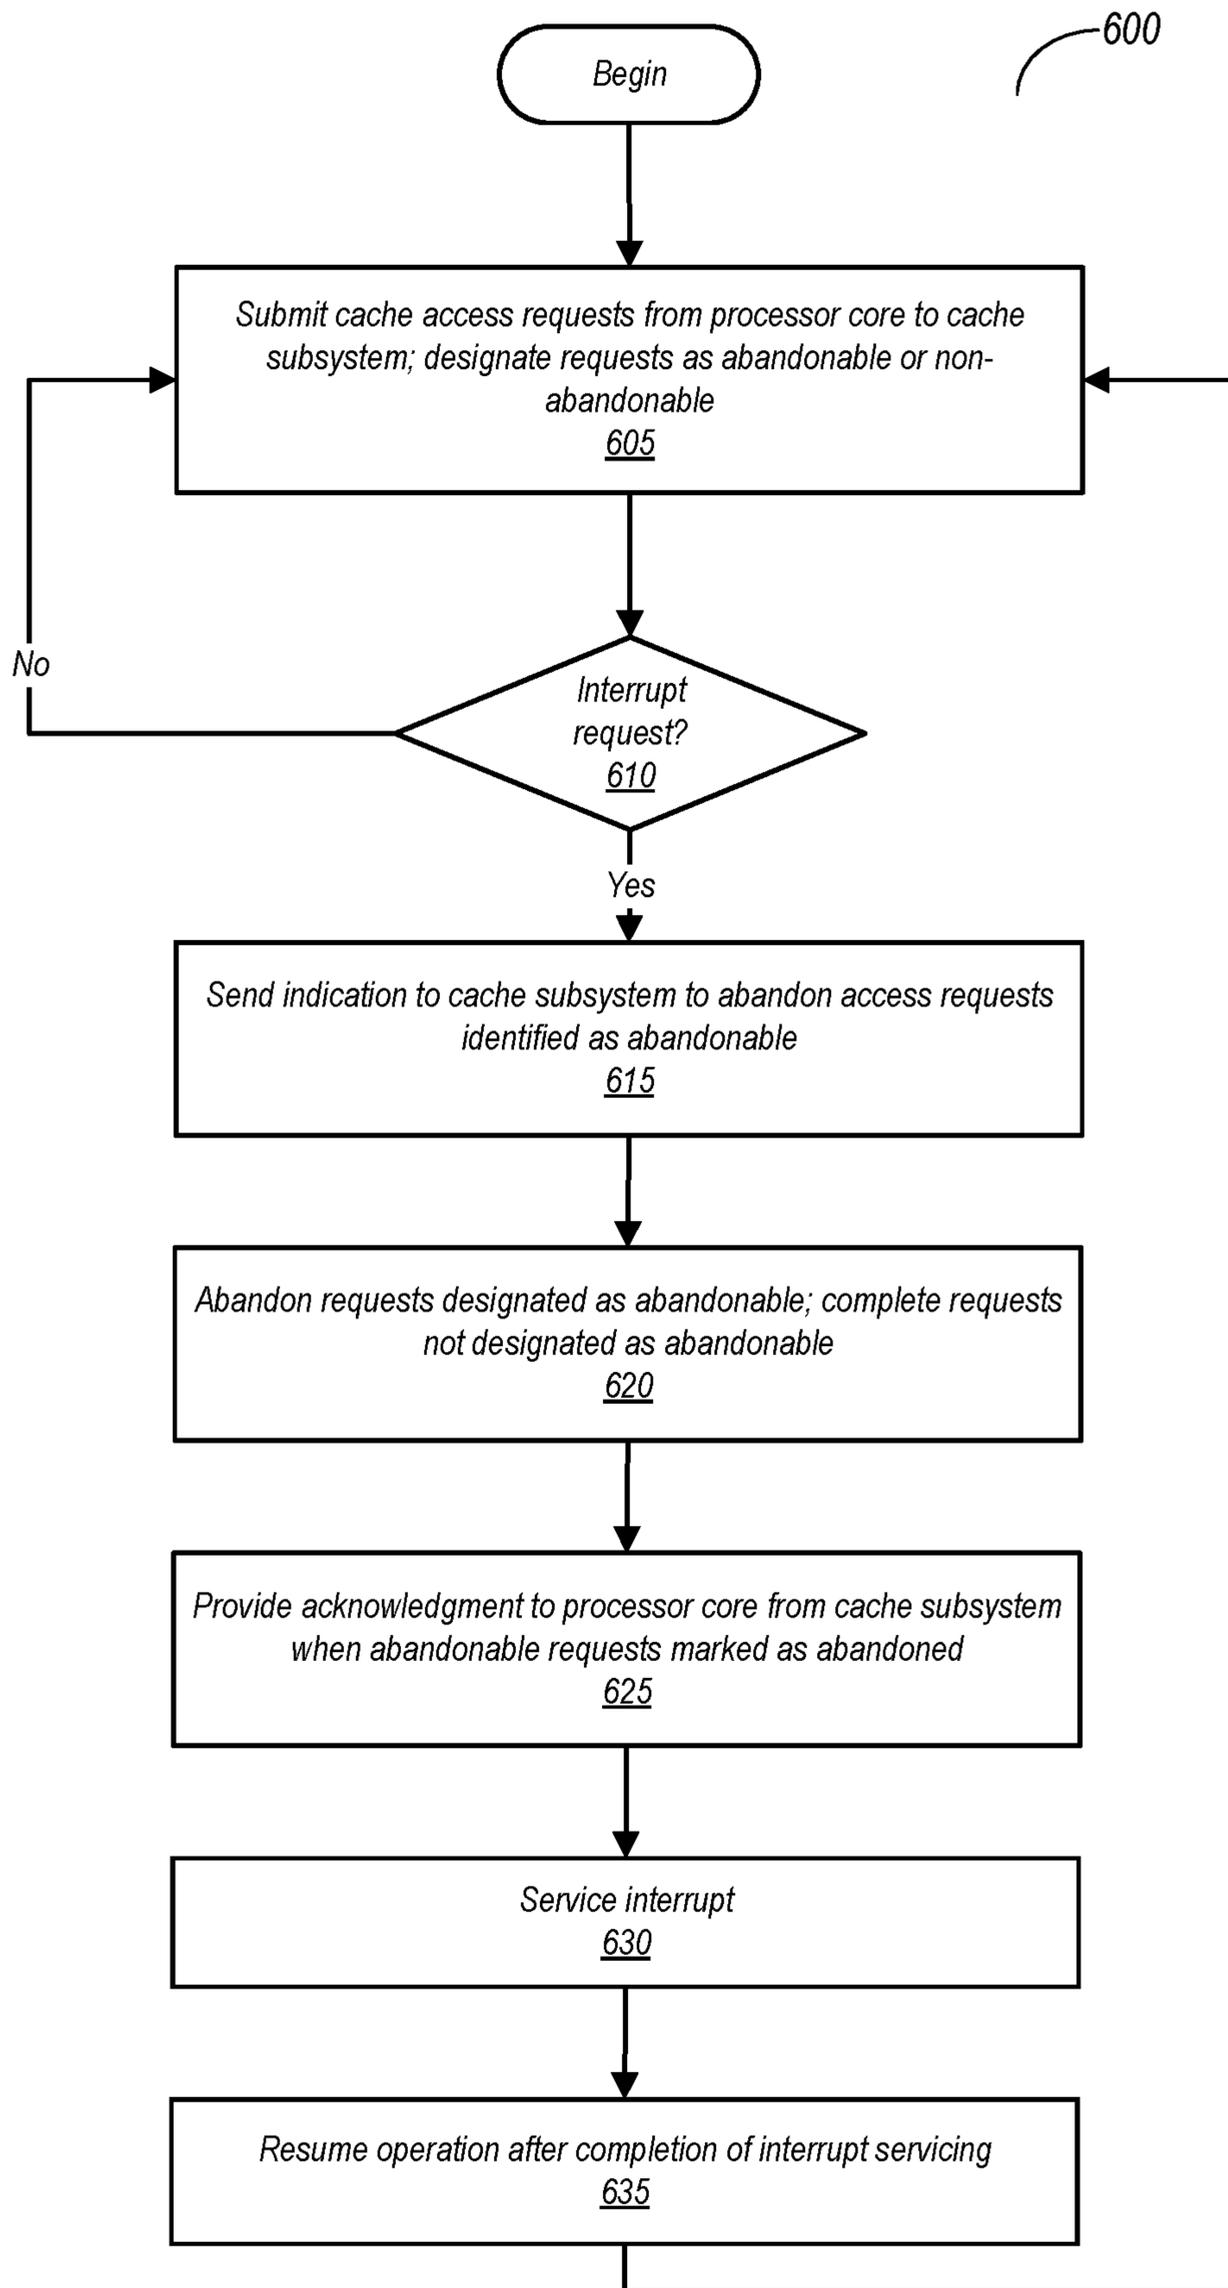 600
Begin
Submit cache access requests from processor core to cache
subsystem; designate requests as abandonable or non-
abandonable
605
Interrupt
request?
610
No
Yes
Send indication to cache subsystem to abandon access requests
identified as abandonable
615
Abandon requests designated as abandonable; complete requests
not designated as abandonable
620
Provide acknowledgment to processor core from cache subsystem
when abandonable requests marked as abandoned
625
Service interrupt
630
Resume operation after completion of interrupt servicing
635